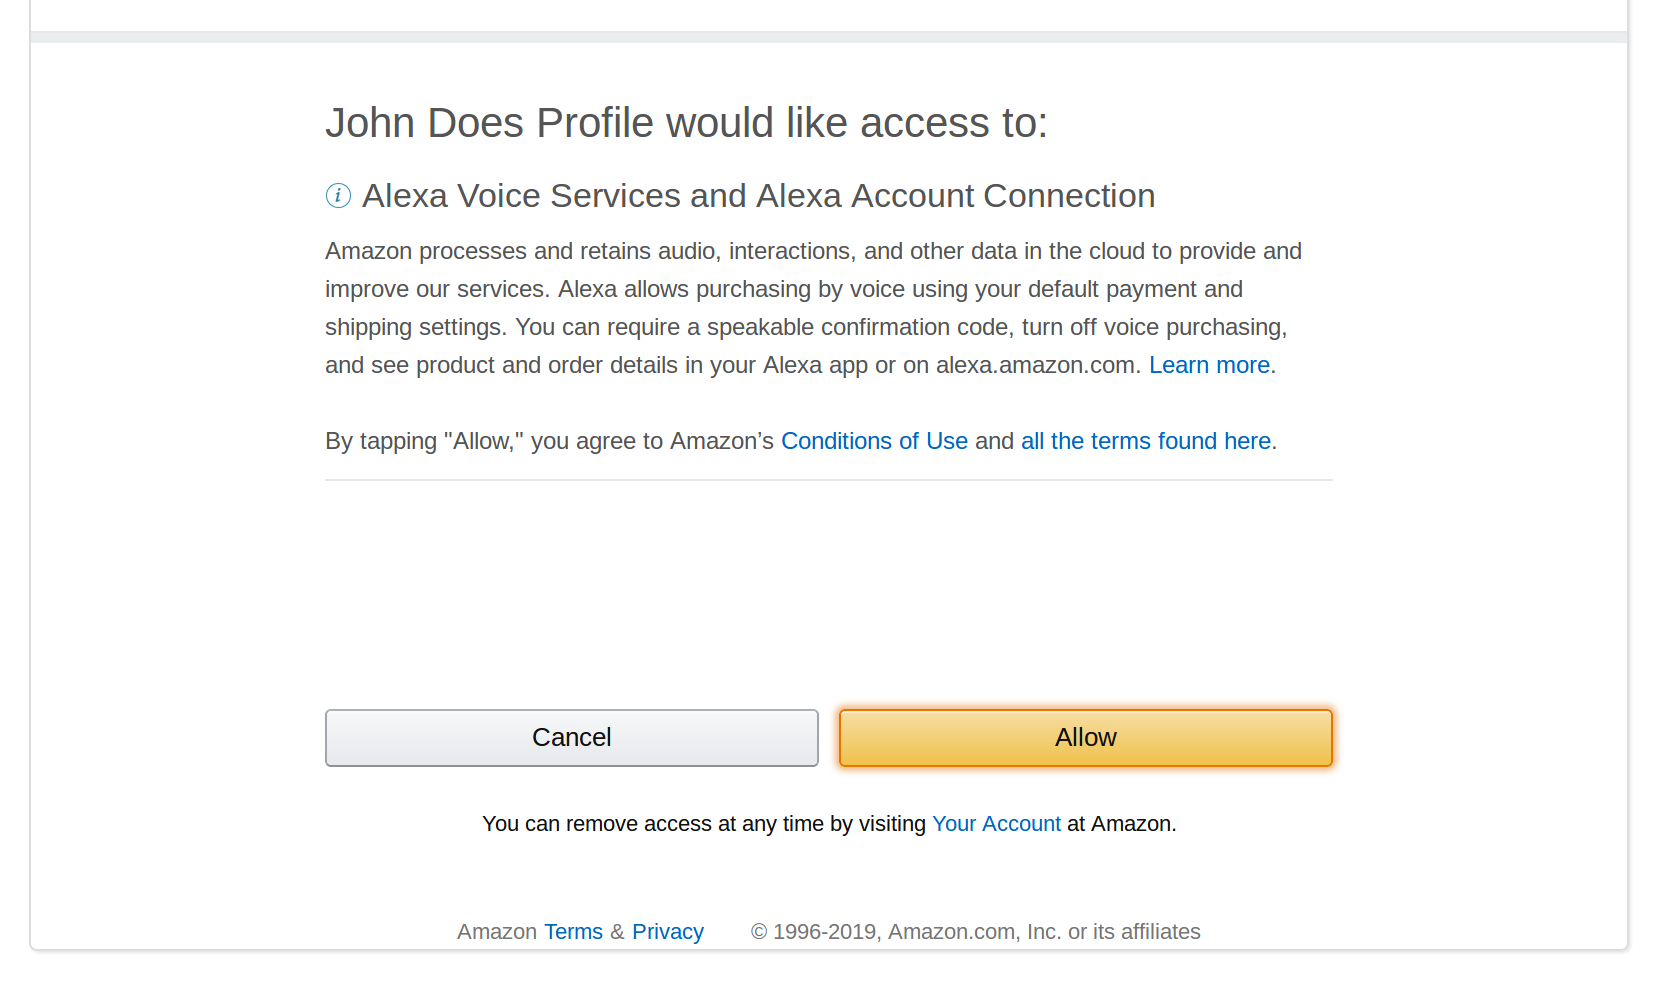 John Does Profile would like access to:
i Alexa Voice Services and Alexa Account Connection
Amazon processes and retains audio, interactions, and other data in the cloud to provide and
improve our services. Alexa allows purchasing by voice using your default payment and
shipping settings. You can require a speakable confirmation code, turn off voice purchasing,
and see product and order details in your Alexa app or on alexa.amazon.com. Learn more.
By tapping "Allow," you agree to Amazon’s Conditions of Use and all the terms found here.
Cancel Allow
You can remove access at any time by visiting Your Account at Amazon.
Amazon Terms & Privacy © 1996-2019, Amazon.com, Inc. or its affiliates